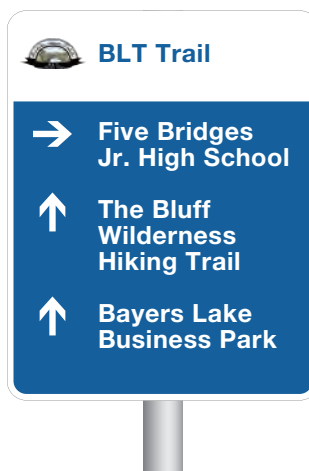 BLT Trail
Five Bridges
Jr. High School
The Bluff
Wilderness
Hiking Trail
Bayers Lake
Business Park